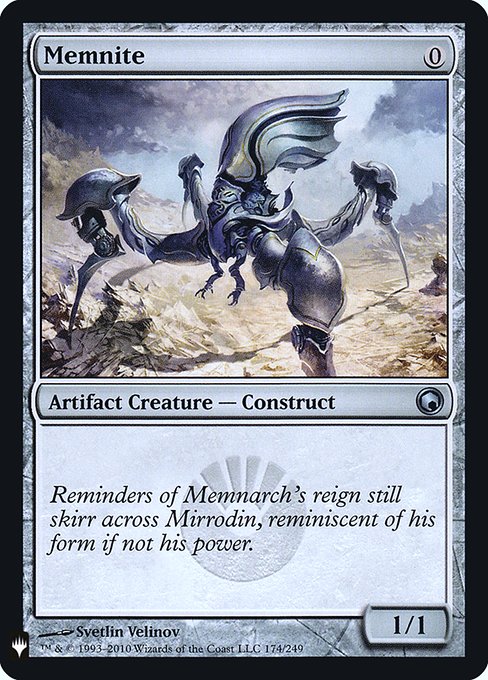 Memnite
0
Artifact Creature — Construct
Reminders of Memnarch's reign still
skirr across Mirrodin, reminiscent of his
form if not his power.
1/1
Svetlin Velinov
™ & © 1993–2010 Wizards of the Coast LLC 174/249